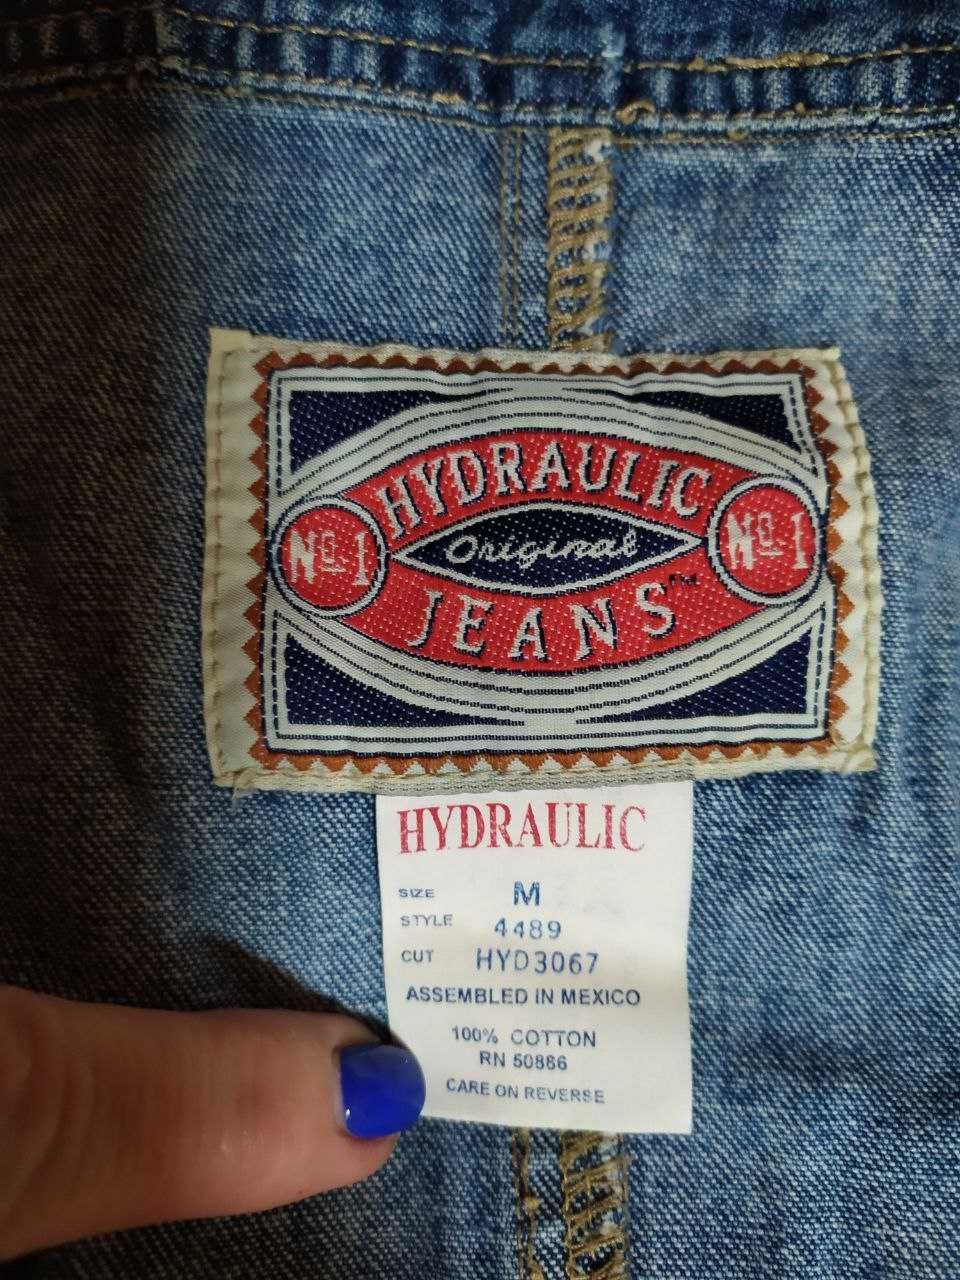 HYDRAULIC
No 1
Original
No 1
JEANS™
HYDRAULIC
SIZE M
STYLE 4489
CUT HYD3067
ASSEMBLED IN MEXICO
100% COTTON
RN 50886
CARE ON REVERSE